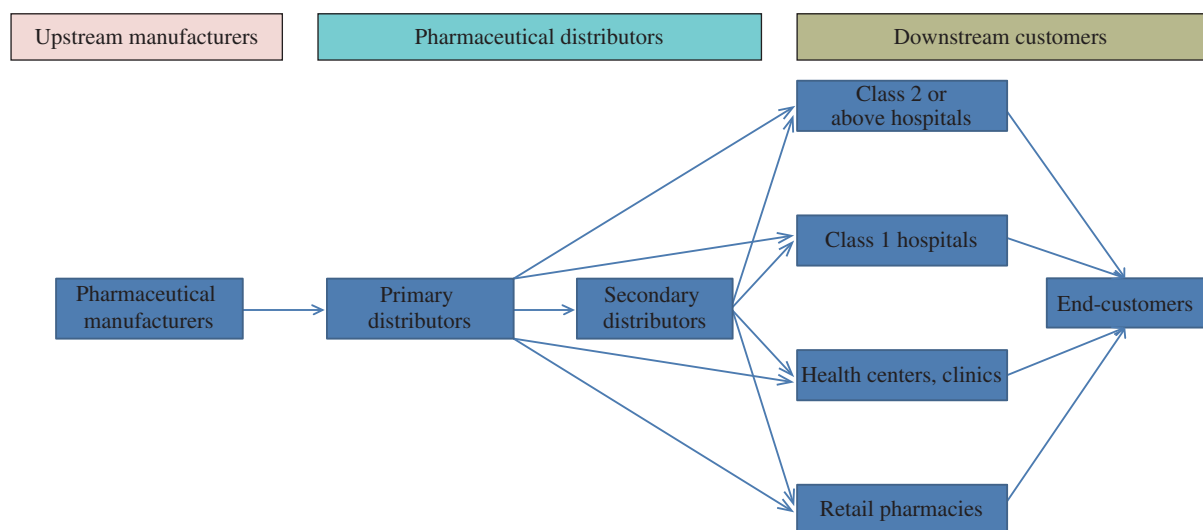 Upstream manufacturers
Pharmaceutical distributors
Downstream customers
Class 2 or
above hospitals
Class 1 hospitals
Pharmaceutical
manufacturers
Primary
distributors
Secondary
distributors
End-customers
Health centers, clinics
Retail pharmacies